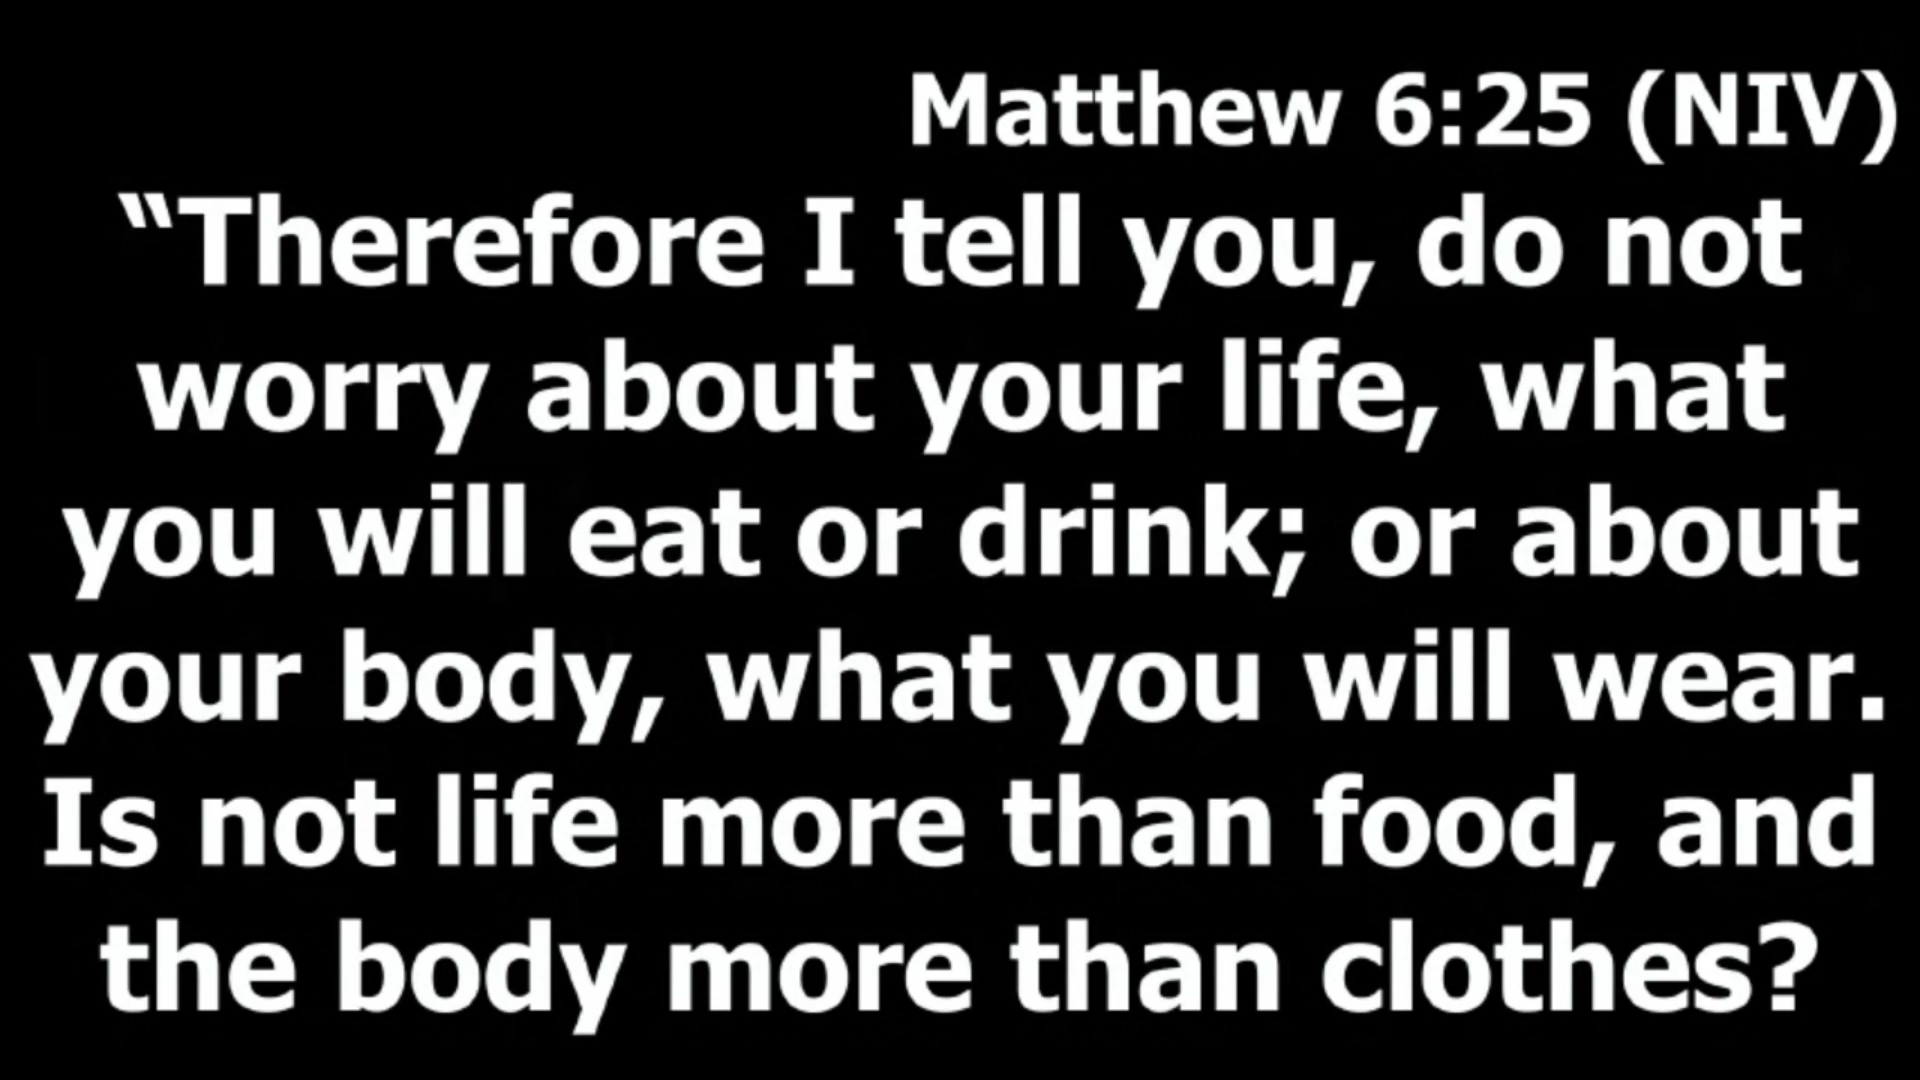 Matthew 6:25 (NIV)
“Therefore I tell you, do not
worry about your life, what
you will eat or drink; or about
your body, what you will wear.
Is not life more than food, and
the body more than clothes?